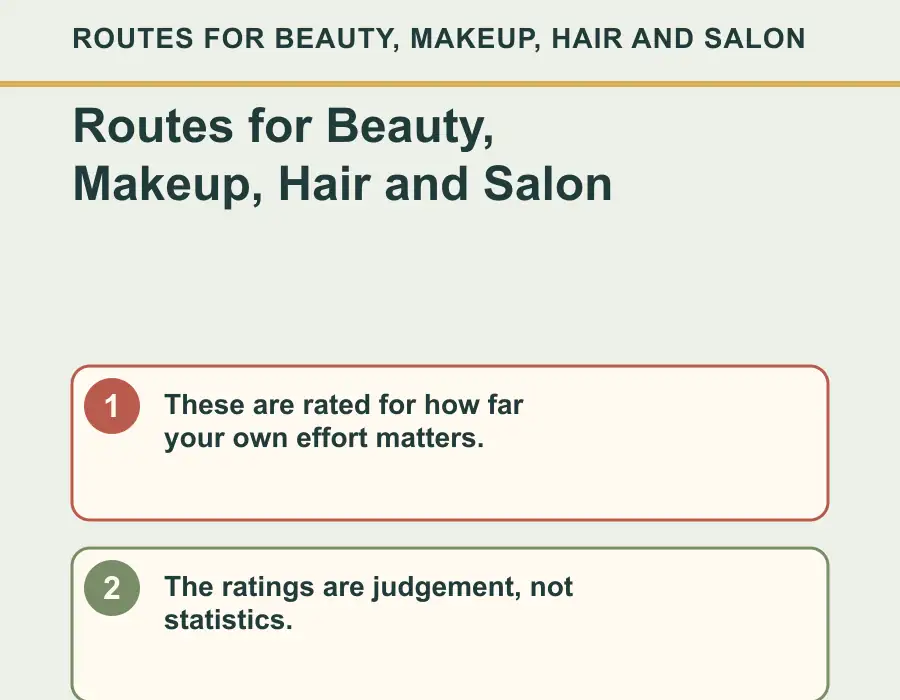 ROUTES FOR BEAUTY, MAKEUP, HAIR AND SALON
Routes for Beauty,
Makeup, Hair and Salon
1
These are rated for how far
your own effort matters.
2
The ratings are judgement, not
statistics.